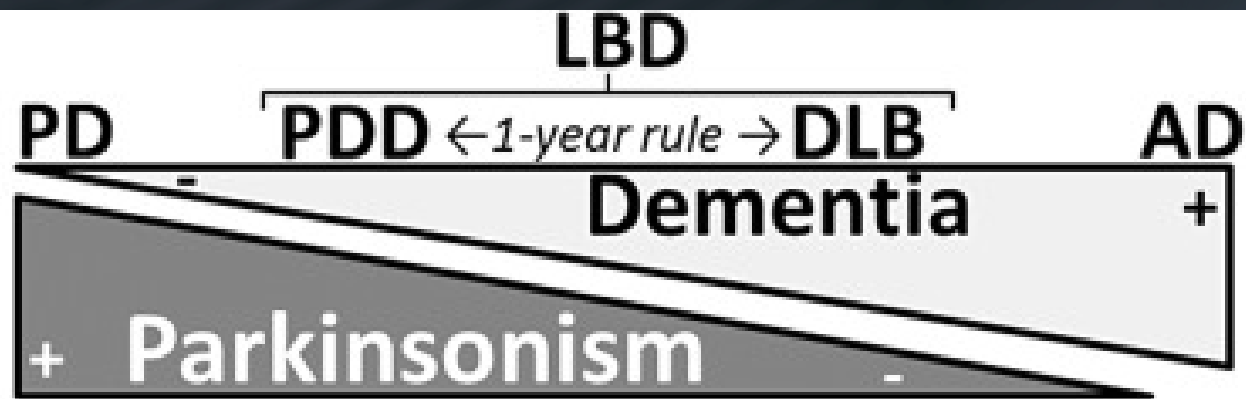 LBD
PD PDD ←1-year rule → DLB AD
- Dementia +
+ Parkinsonism -